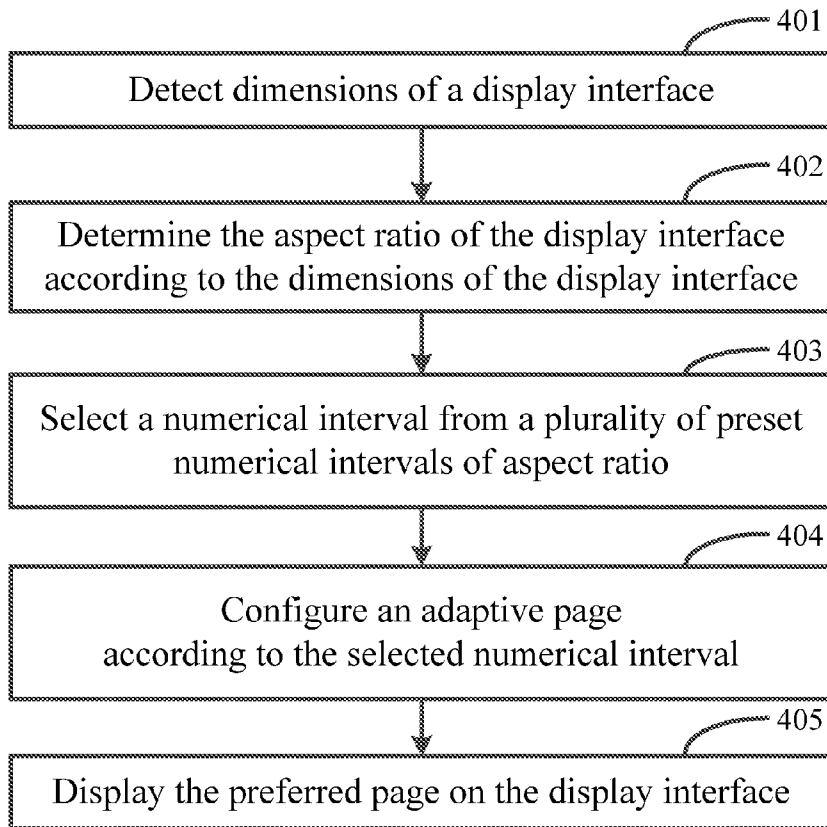 401
Detect dimensions of a display interface
402
Determine the aspect ratio of the display interface
according to the dimensions of the display interface
403
Select a numerical interval from a plurality of preset
numerical intervals of aspect ratio
404
Configure an adaptive page
according to the selected numerical interval
405
Display the preferred page on the display interface